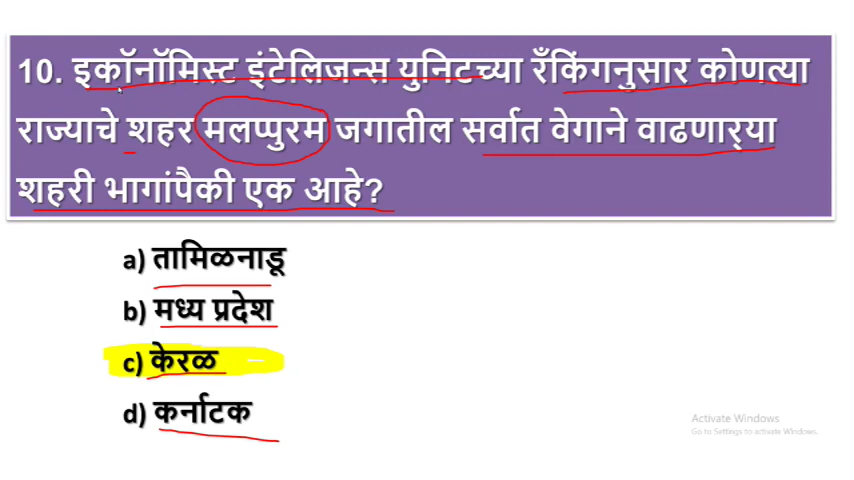 10. इकॉनॉमिस्ट इंटेलिजन्स युनिटच्या रँकिंगनुसार कोणत्या
राज्याचे शहर मलप्पुरम जगातील सर्वात वेगाने वाढणाऱ्या
शहरी भागांपैकी एक आहे?
a) तामिळनाडू
b) मध्य प्रदेश
c) केरळ
d) कर्नाटक
Activate Windows
Go to Settings to activate Windows.